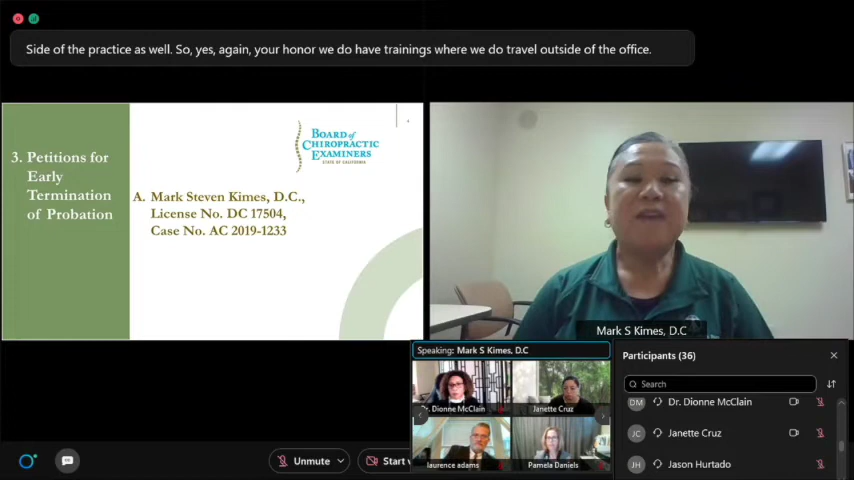 Side of the practice as well. So, yes, again, your honor we do have trainings where we do travel outside of the office.
3. Petitions for
Early
Termination
of Probation
BOARD of
CHIROPRACTIC
EXAMINERS
STATE OF CALIFORNIA
A. Mark Steven Kimes, D.C.,
License No. DC 17504,
Case No. AC 2019-1233
Mark S Kimes, D.C
Speaking: Mark S Kimes, D.C
Dr. Dionne McClain
Janette Cruz
laurence adams
Pamela Daniels
Participants (36)
Search
DM Dr. Dionne McClain
JC Janette Cruz
JH Jason Hurtado
Unmute
Start v